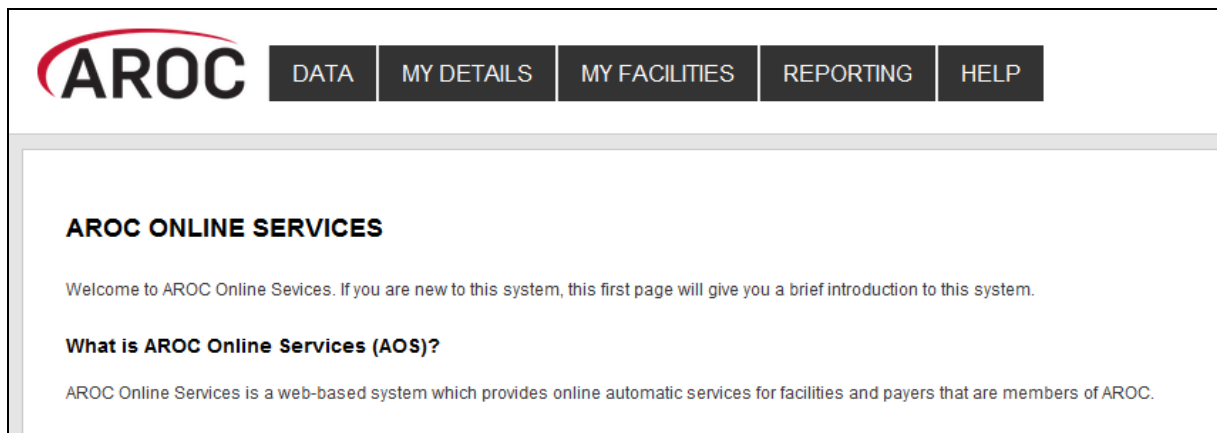 AROC DATA MY DETAILS MY FACILITIES REPORTING HELP
AROC ONLINE SERVICES
Welcome to AROC Online Sevices. If you are new to this system, this first page will give you a brief introduction to this system.
What is AROC Online Services (AOS)?
AROC Online Services is a web-based system which provides online automatic services for facilities and payers that are members of AROC.